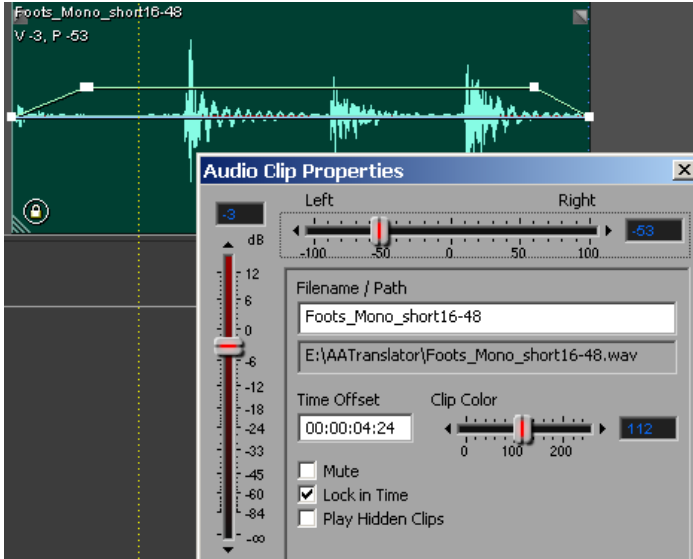 Foots_Mono_short16-48
V -3, P -53
Audio Clip Properties
Left Right
-3
-53
dB
-100 -50 0 50 100
12
6
0
-6
-12
-18
-24
-33
-45
-60
-84
-∞
Filename / Path
Foots_Mono_short16-48
E:\AATranslator\Foots_Mono_short16-48.wav
Time Offset Clip Color
00:00:04:24
112
0 100 200
Mute
Lock in Time
Play Hidden Clips